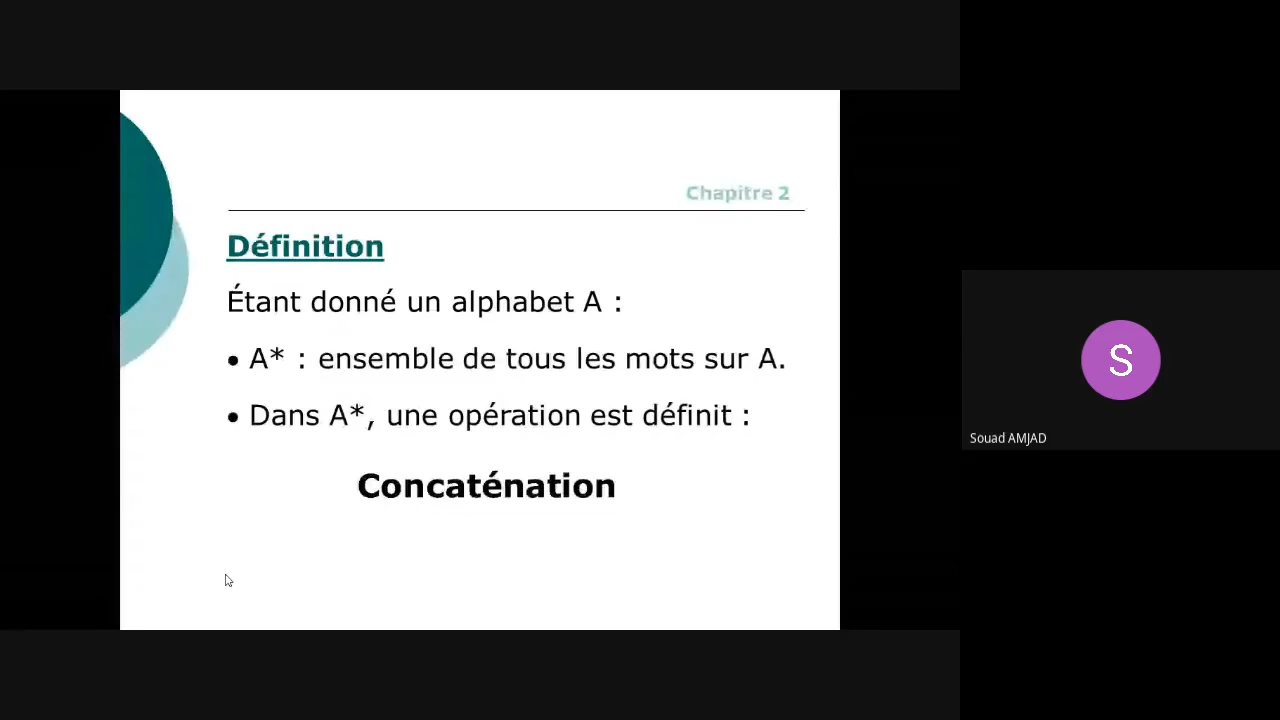 Chapitre 2
Définition
Étant donné un alphabet A :
• A* : ensemble de tous les mots sur A.
• Dans A*, une opération est définit :
Concaténation
S
Souad AMJAD